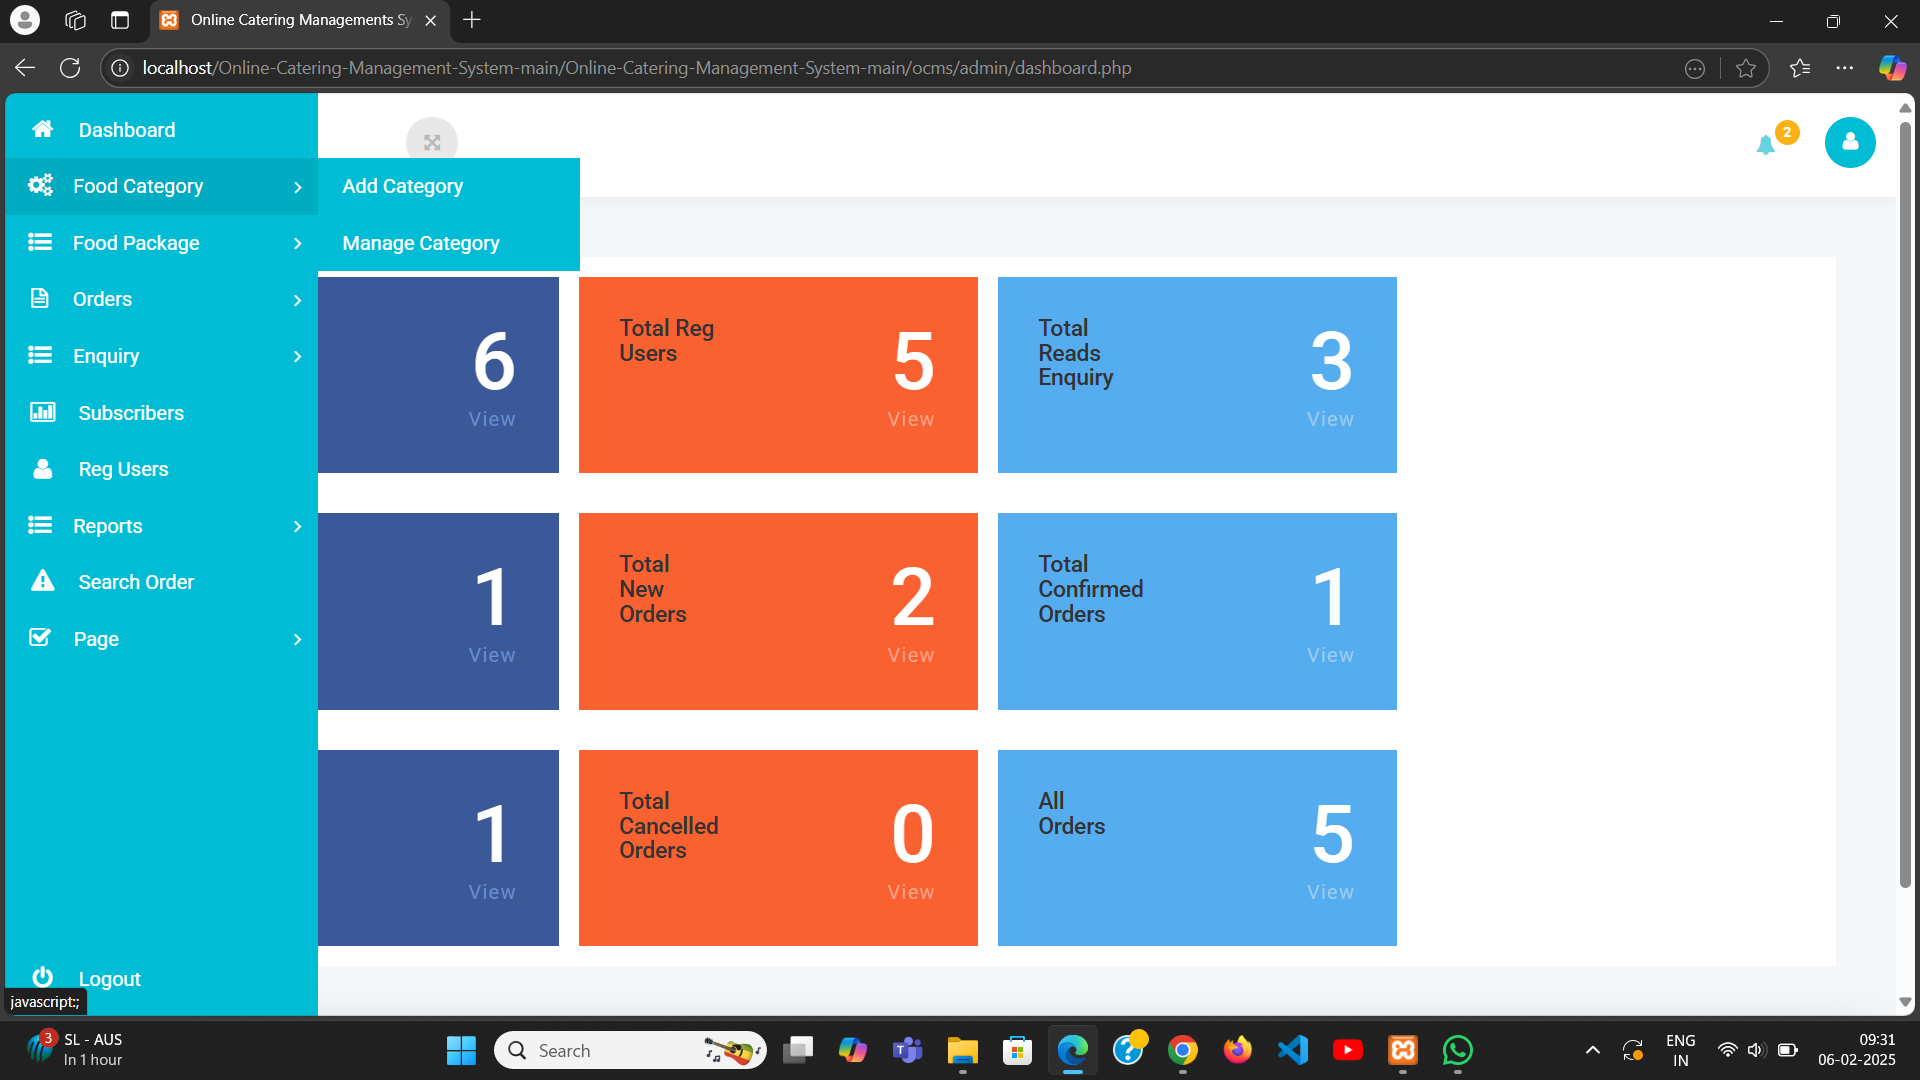 Online Catering Managements Sy
localhost/Online-Catering-Management-System-main/Online-Catering-Management-System-main/ocms/admin/dashboard.php
Dashboard
Food Category
Food Package
Orders
Enquiry
Subscribers
Reg Users
Reports
Search Order
Page
Logout
javascript:;
Add Category
Manage Category
2
6
View
Total Reg
Users
5
View
Total
Reads
Enquiry
3
View
1
View
Total
New
Orders
2
View
Total
Confirmed
Orders
1
View
1
View
Total
Cancelled
Orders
0
View
All
Orders
5
View
3
SL - AUS
In 1 hour
Search
ENG
IN
09:31
06-02-2025